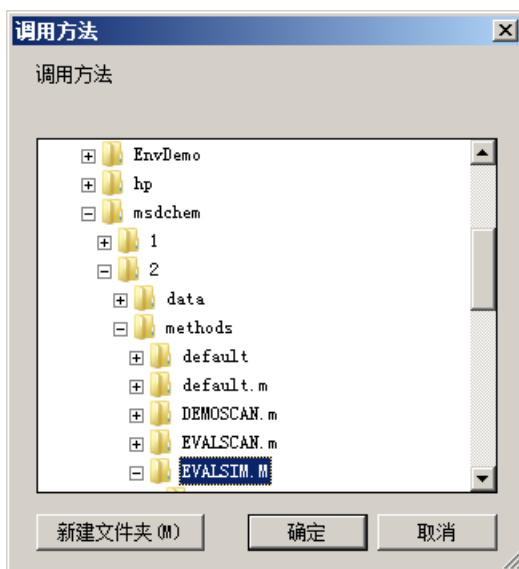 调用方法
调用方法
EnvDemo
hp
msdchem
1
2
data
methods
default
default.m
DEMOSCAN.m
EVALSCAN.m
EVALSIM.M
新建文件夹(M) 确定 取消